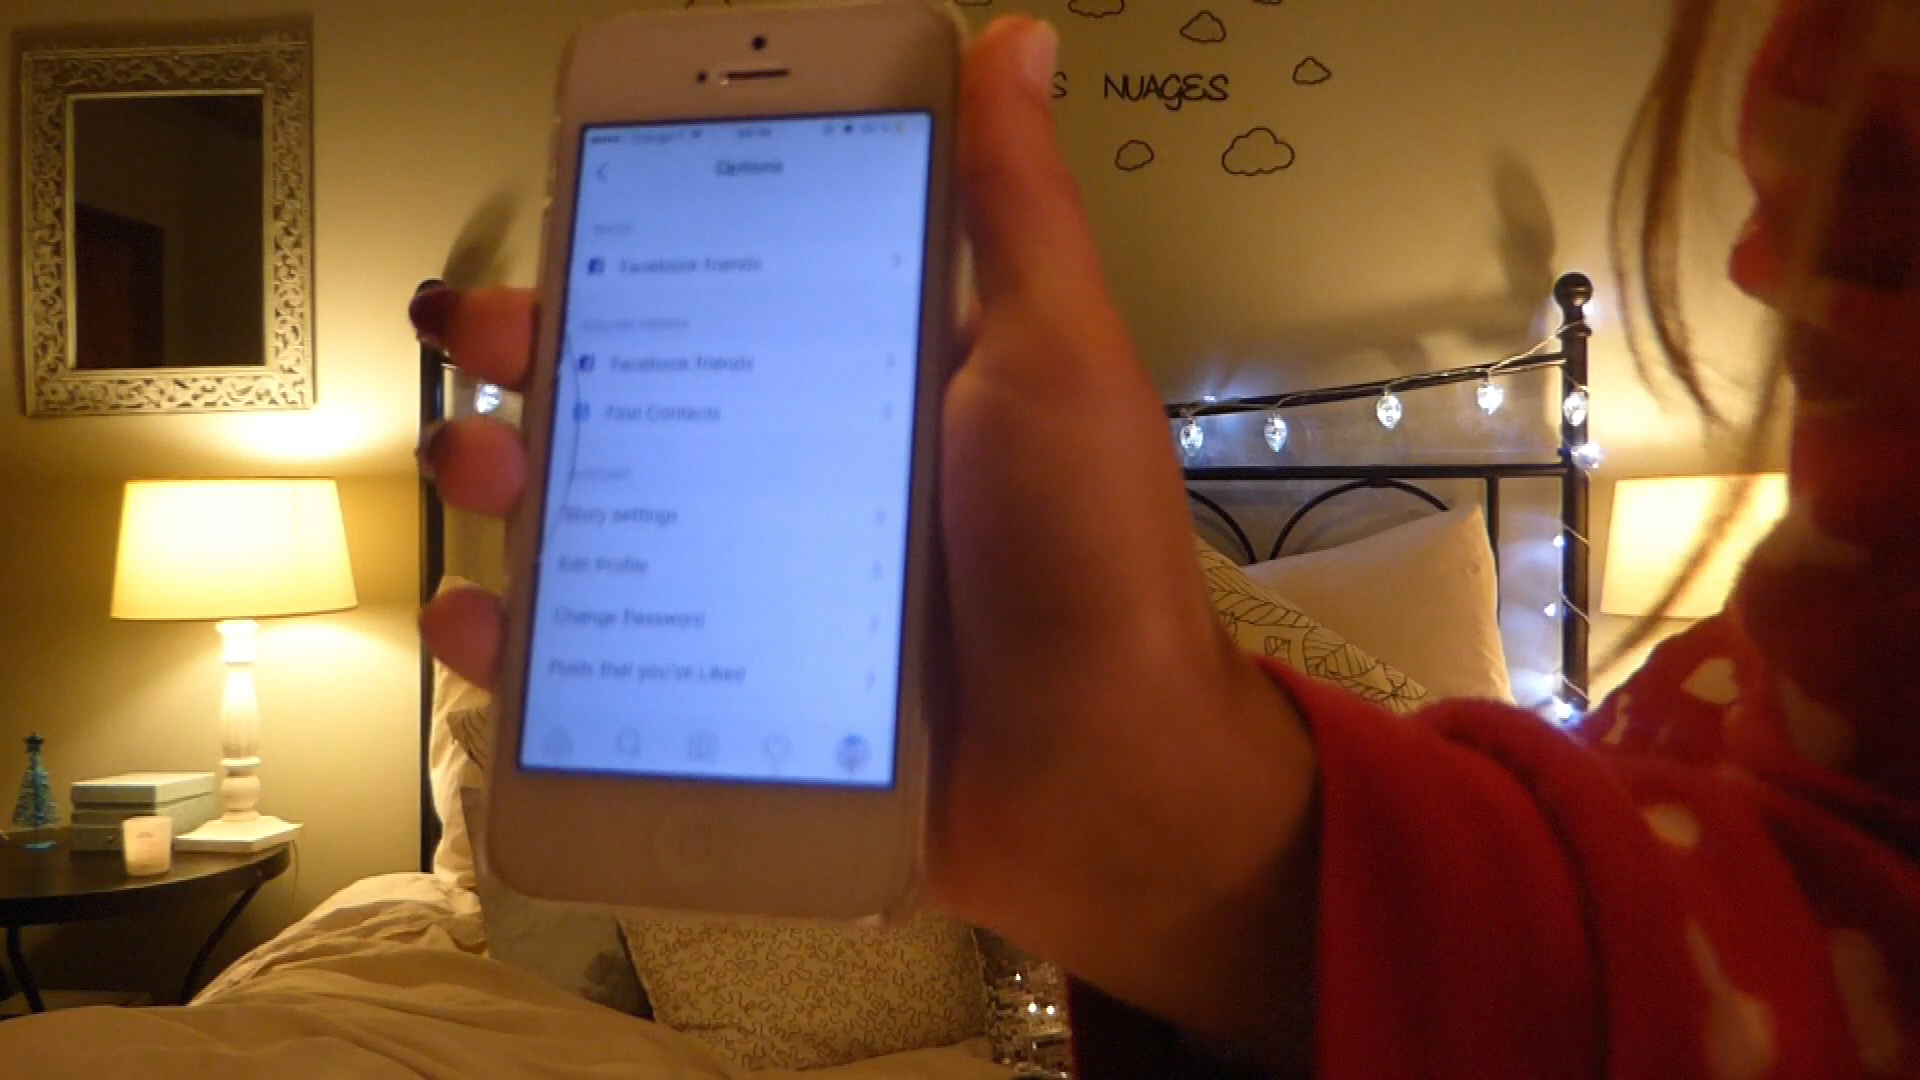 S NUAGES
Options
Facebook friends
Facebook friends
Find Contacts
Story settings
Edit Profile
Change Password
Posts that you've Liked